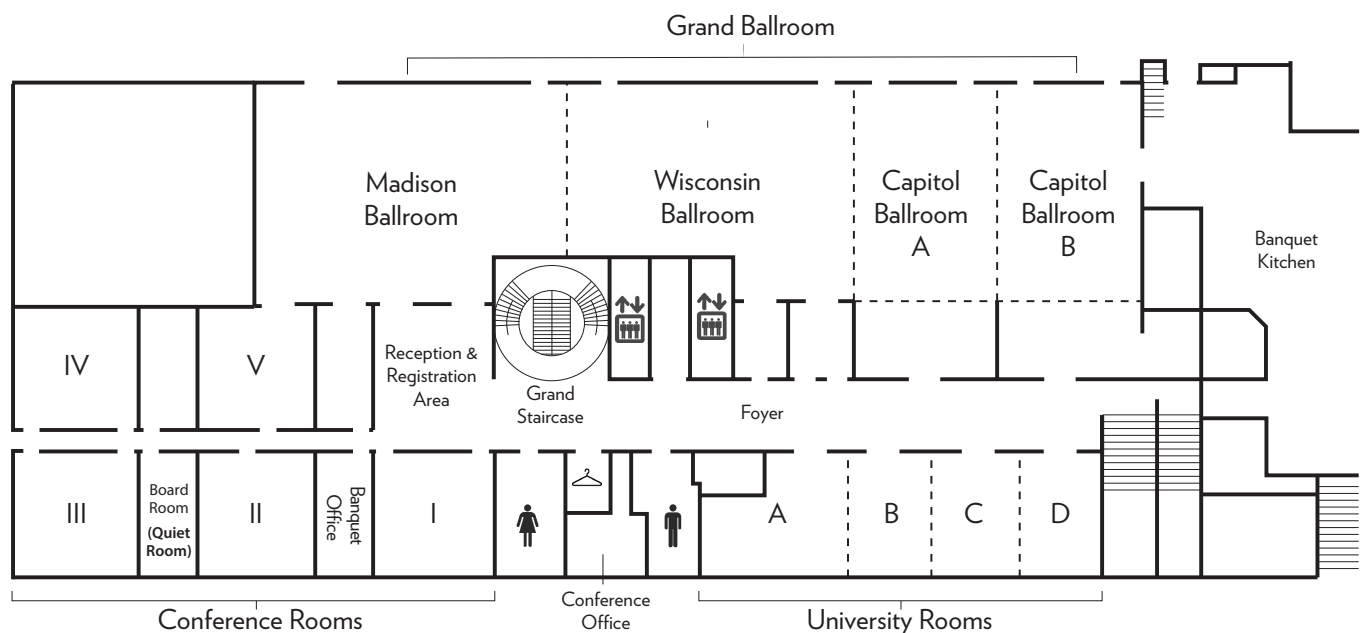 Grand Ballroom
Madison
Ballroom
Wisconsin
Ballroom
Capitol
Ballroom
A
Capitol
Ballroom
B
Banquet
Kitchen
IV
V
Reception &
Registration
Area
Grand
Staircase
Foyer
III
Board
Room
(Quiet
Room)
II
Banquet
Office
I
A
B
C
D
Conference Rooms
Conference
Office
University Rooms